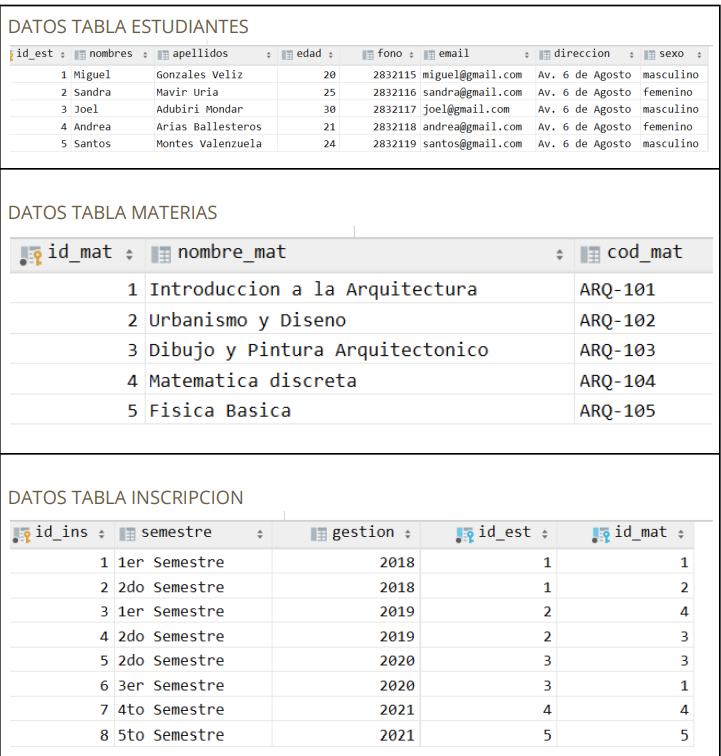 DATOS TABLA ESTUDIANTES
id_est nombres apellidos edad fono email direccion sexo
1 Miguel Gonzales Veliz 20 2832115 miguel@gmail.com Av. 6 de Agosto masculino
2 Sandra Mavir Uria 25 2832116 sandra@gmail.com Av. 6 de Agosto femenino
3 Joel Adubiri Mondar 30 2832117 joel@gmail.com Av. 6 de Agosto masculino
4 Andrea Arias Ballesteros 21 2832118 andrea@gmail.com Av. 6 de Agosto femenino
5 Santos Montes Valenzuela 24 2832119 santos@gmail.com Av. 6 de Agosto masculino
DATOS TABLA MATERIAS
id_mat nombre_mat cod_mat
1 Introduccion a la Arquitectura ARQ-101
2 Urbanismo y Diseno ARQ-102
3 Dibujo y Pintura Arquitectonico ARQ-103
4 Matematica discreta ARQ-104
5 Fisica Basica ARQ-105
DATOS TABLA INSCRIPCION
id_ins semestre gestion id_est id_mat
1 1er Semestre 2018 1 1
2 2do Semestre 2018 1 2
3 1er Semestre 2019 2 4
4 2do Semestre 2019 2 3
5 2do Semestre 2020 3 3
6 3er Semestre 2020 3 1
7 4to Semestre 2021 4 4
8 5to Semestre 2021 5 5